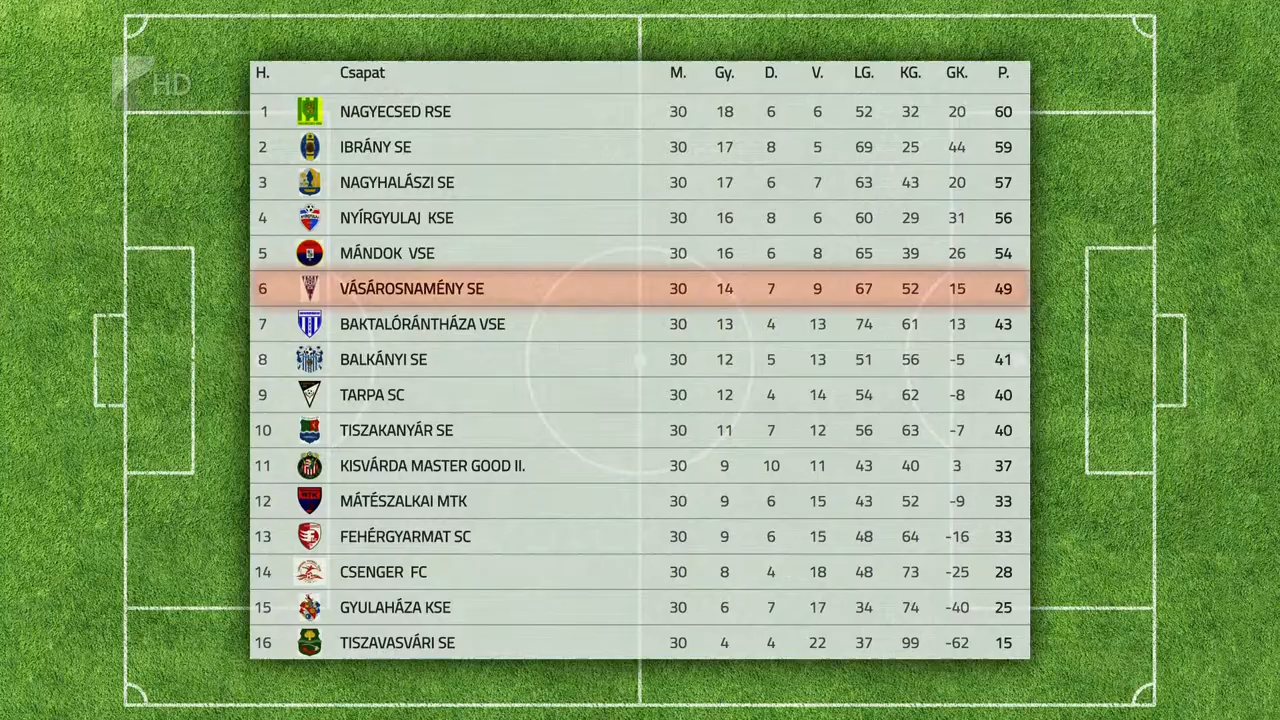 HD
H. Csapat M. Gy. D. V. LG. KG. GK. P.
1 NAGYECSED RSE 30 18 6 6 52 32 20 60
2 IBRÁNY SE 30 17 8 5 69 25 44 59
3 NAGYHALÁSZI SE 30 17 6 7 63 43 20 57
4 NYÍRGYULAJ KSE 30 16 8 6 60 29 31 56
5 MÁNDOK VSE 30 16 6 8 65 39 26 54
6 VÁSÁROSNAMÉNY SE 30 14 7 9 67 52 15 49
7 BAKTALÓRÁNTHÁZA VSE 30 13 4 13 74 61 13 43
8 BALKÁNYI SE 30 12 5 13 51 56 -5 41
9 TARPA SC 30 12 4 14 54 62 -8 40
10 TISZAKANYÁR SE 30 11 7 12 56 63 -7 40
11 KISVÁRDA MASTER GOOD II. 30 9 10 11 43 40 3 37
12 MÁTÉSZALKAI MTK 30 9 6 15 43 52 -9 33
13 FEHÉRGYARMAT SC 30 9 6 15 48 64 -16 33
14 CSENGER FC 30 8 4 18 48 73 -25 28
15 GYULAHÁZA KSE 30 6 7 17 34 74 -40 25
16 TISZAVASVÁRI SE 30 4 4 22 37 99 -62 15